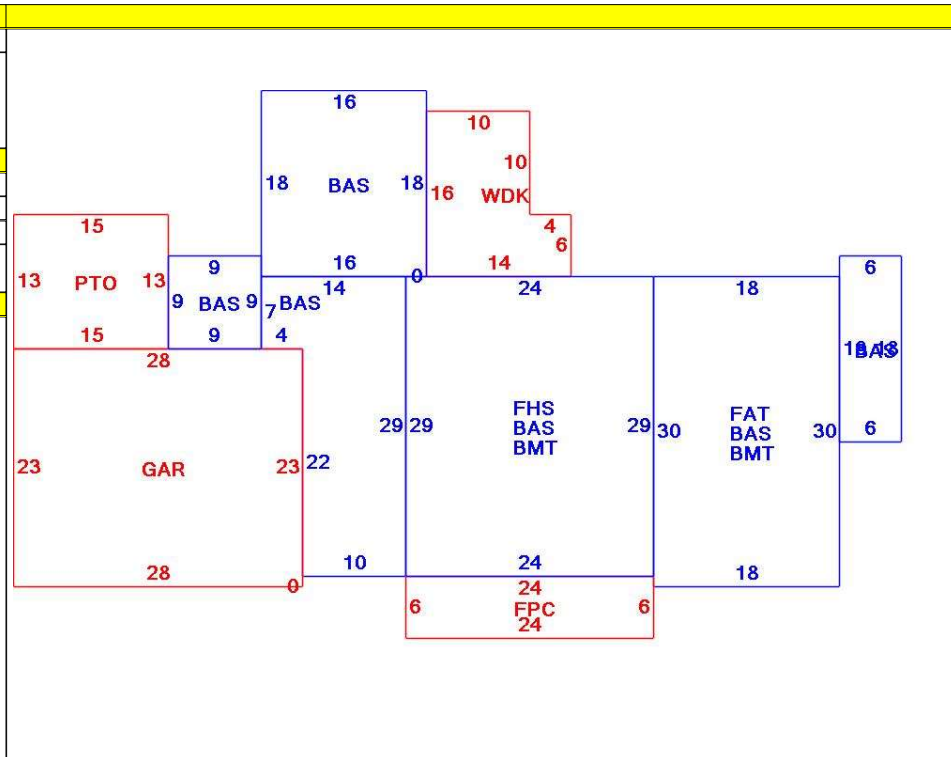 16
10
18 BAS 18
16 WDK 10
15
4
6
16
0
14
9
13 PTO 13
9 BAS 9
7 BAS
14
24
18
6
15
9
4
28
23 GAR 23
22
29 29
FHS
BAS
BMT
29 30
FAT
BAS
BMT
30
BAS 18
6
28
0
10
24
18
24
6 FPC 6
24